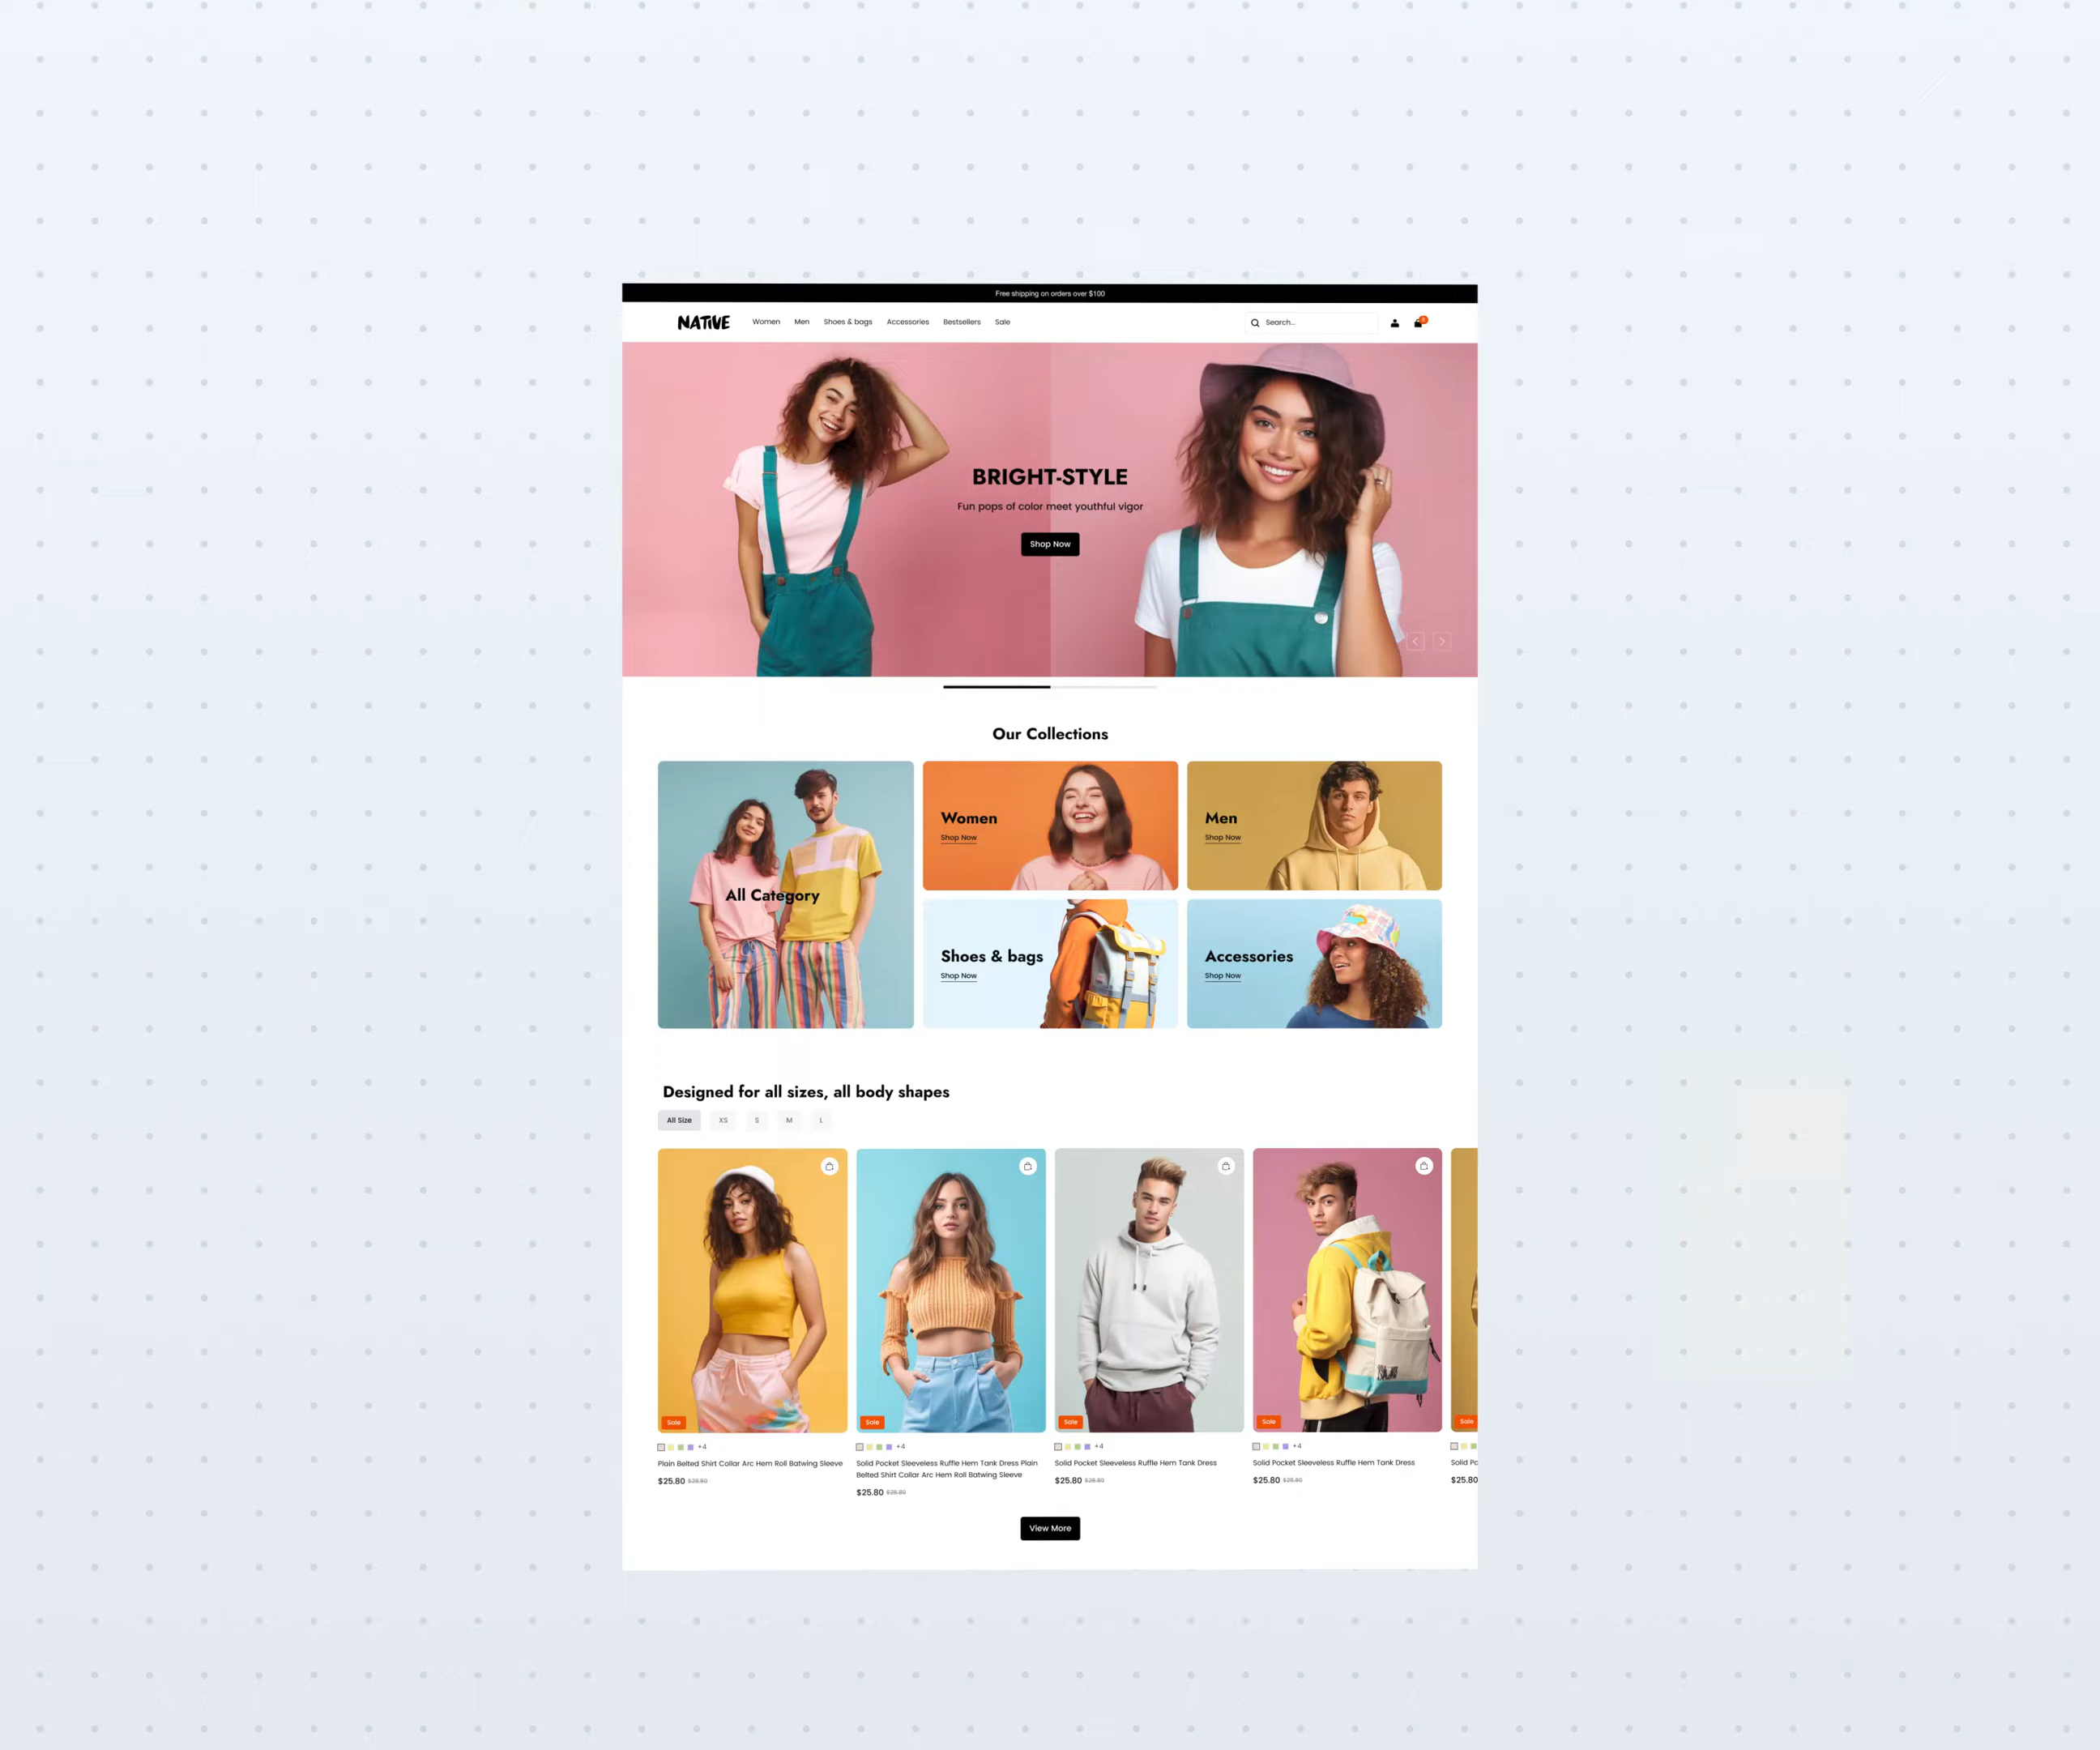 Free shipping on orders over $100
NATIVE
Women
Men
Shoes & bags
Accessories
Bestsellers
Sale
Search...
BRIGHT-STYLE
Fun pops of color meet youthful vigor
Shop Now
Our Collections
All Category
Women
Shop Now
Men
Shop Now
Shoes & bags
Shop Now
Accessories
Shop Now
Designed for all sizes, all body shapes
All Size
XS
S
M
L
Sale
Sale
Sale
Sale
Sale
+4
+4
+4
+4
Plain Belted Shirt Collar Arc Hem Roll Batwing Sleeve
$25.80 $28.80
Solid Pocket Sleeveless Ruffle Hem Tank Dress Plain
Belted Shirt Collar Arc Hem Roll Batwing Sleeve
$25.80 $28.80
Solid Pocket Sleeveless Ruffle Hem Tank Dress
$25.80 $28.80
Solid Pocket Sleeveless Ruffle Hem Tank Dress
$25.80 $28.80
Solid Po
$25.80
View More